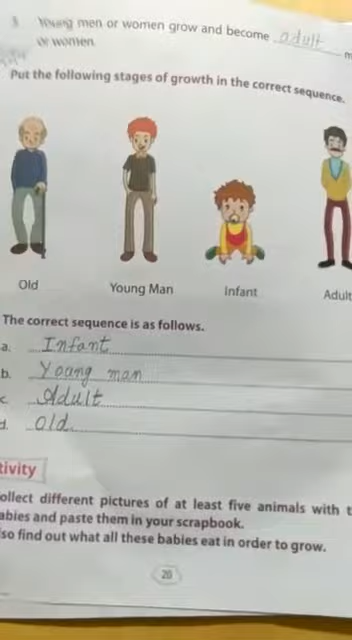 3 Young men or women grow and become adult
or women.
Put the following stages of growth in the correct sequence.
Old Young Man Infant Adult
The correct sequence is as follows.
a. Infant
b. Young man
c. Adult
d. Old
tivity
ollect different pictures of at least five animals with t
abies and paste them in your scrapbook.
so find out what all these babies eat in order to grow.
20